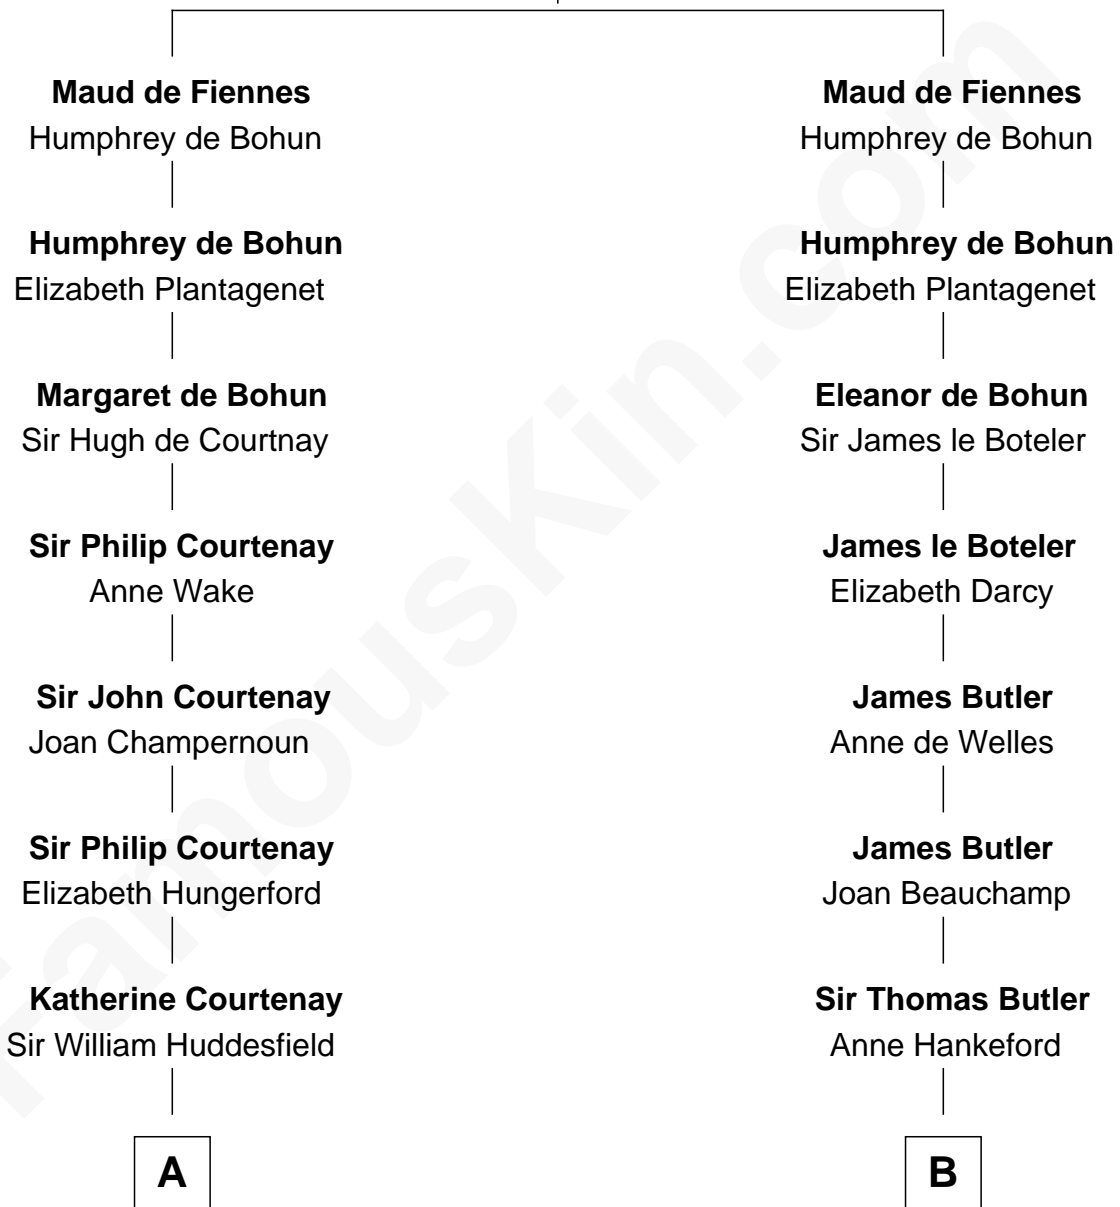 Maud de Fiennes
Humphrey de Bohun
Humphrey de Bohun
Elizabeth Plantagenet
Margaret de Bohun
Sir Hugh de Courtnay
Sir Philip Courtenay
Anne Wake
Sir John Courtenay
Joan Champernoun
Sir Philip Courtenay
Elizabeth Hungerford
Katherine Courtenay
Sir William Huddesfield
A
Maud de Fiennes
Humphrey de Bohun
Humphrey de Bohun
Elizabeth Plantagenet
Eleanor de Bohun
Sir James le Boteler
James le Boteler
Elizabeth Darcy
James Butler
Anne de Welles
James Butler
Joan Beauchamp
Sir Thomas Butler
Anne Hankeford
B
FamousKin.com